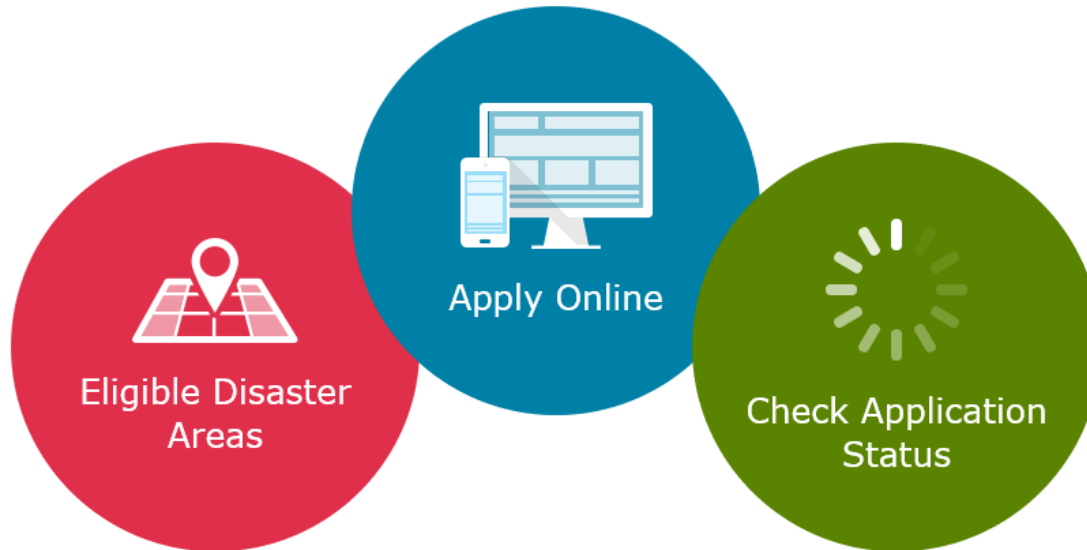 Eligible Disaster
Areas
Apply Online
Check Application
Status